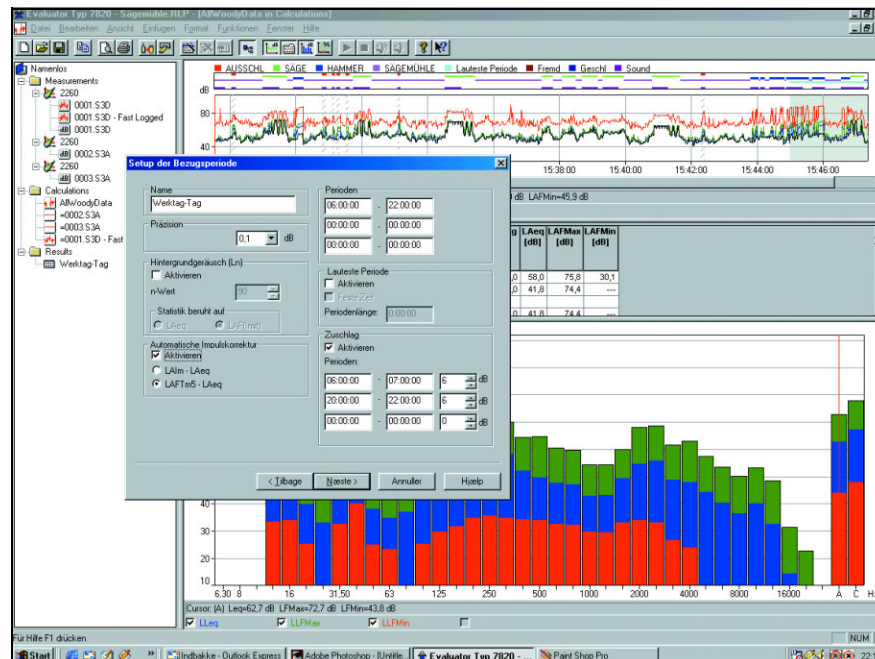 Evaluator Typ 7820 - Sägemühle RLP - [AllWoodyData in Calculations]
Datei Bearbeiten Ansicht Einfügen Format Funktionen Fenster Hilfe
Namenlos
Measurements
2260
0001.S3D
0001.S3D - Fast Logged
0001.S3D
2260
0002.S3A
2260
0003.S3A
Calculations
AllWoodyData
=0002.S3A
=0003.S3A
=0001.S3D - Fast
Results
Werktag-Tag
AUSSCHL SÄGE HAMMER SÄGEMÜHLE Lauteste Periode Fremd Geschl Sound
dB
80
40
15:38:00 15:40:00 15:42:00 15:44:00 15:46:00
dB LAFMin=45,9 dB
LAeq [dB] LAFMax [dB] LAFMin [dB]
58,0 75,8 30,1
41,8 74,4 ---
41,8 74,4
Setup der Bezugsperiode
Name
Werktag-Tag
Präzision
0,1 dB
Hintergrundgeräusch (Ln)
Aktivieren
n-Wert 90
Statistik beruht auf
LAeq LAF(Inst)
Automatische Impulskorrektur
Aktivieren
LAIm - LAeq
LAFTm5 - LAeq
Perioden
06:00:00 - 22:00:00
00:00:00 - 00:00:00
00:00:00 - 00:00:00
Lauteste Periode
Aktivieren
Feste Zeit
Periodenlänge: 0:00:00
Zuschlag
Aktivieren
Perioden:
06:00:00 - 07:00:00 6 dB
20:00:00 - 22:00:00 6 dB
00:00:00 - 00:00:00 0 dB
< Tilbage Næste > Annuller Hjælp
40
30
20
10
6.30 8 16 31,50 63 125 250 500 1000 2000 4000 8000 16000 A C Hz
Cursor: (A) Leq=62,7 dB LFMax=72,7 dB LFMin=43,8 dB
LLeq LLFMax LLFMin
Für Hilfe F1 drücken
NUM
Start » Indbakke - Outlook Express Adobe Photoshop - [Untitle... Evaluator Typ 7820 - ... Paint Shop Pro